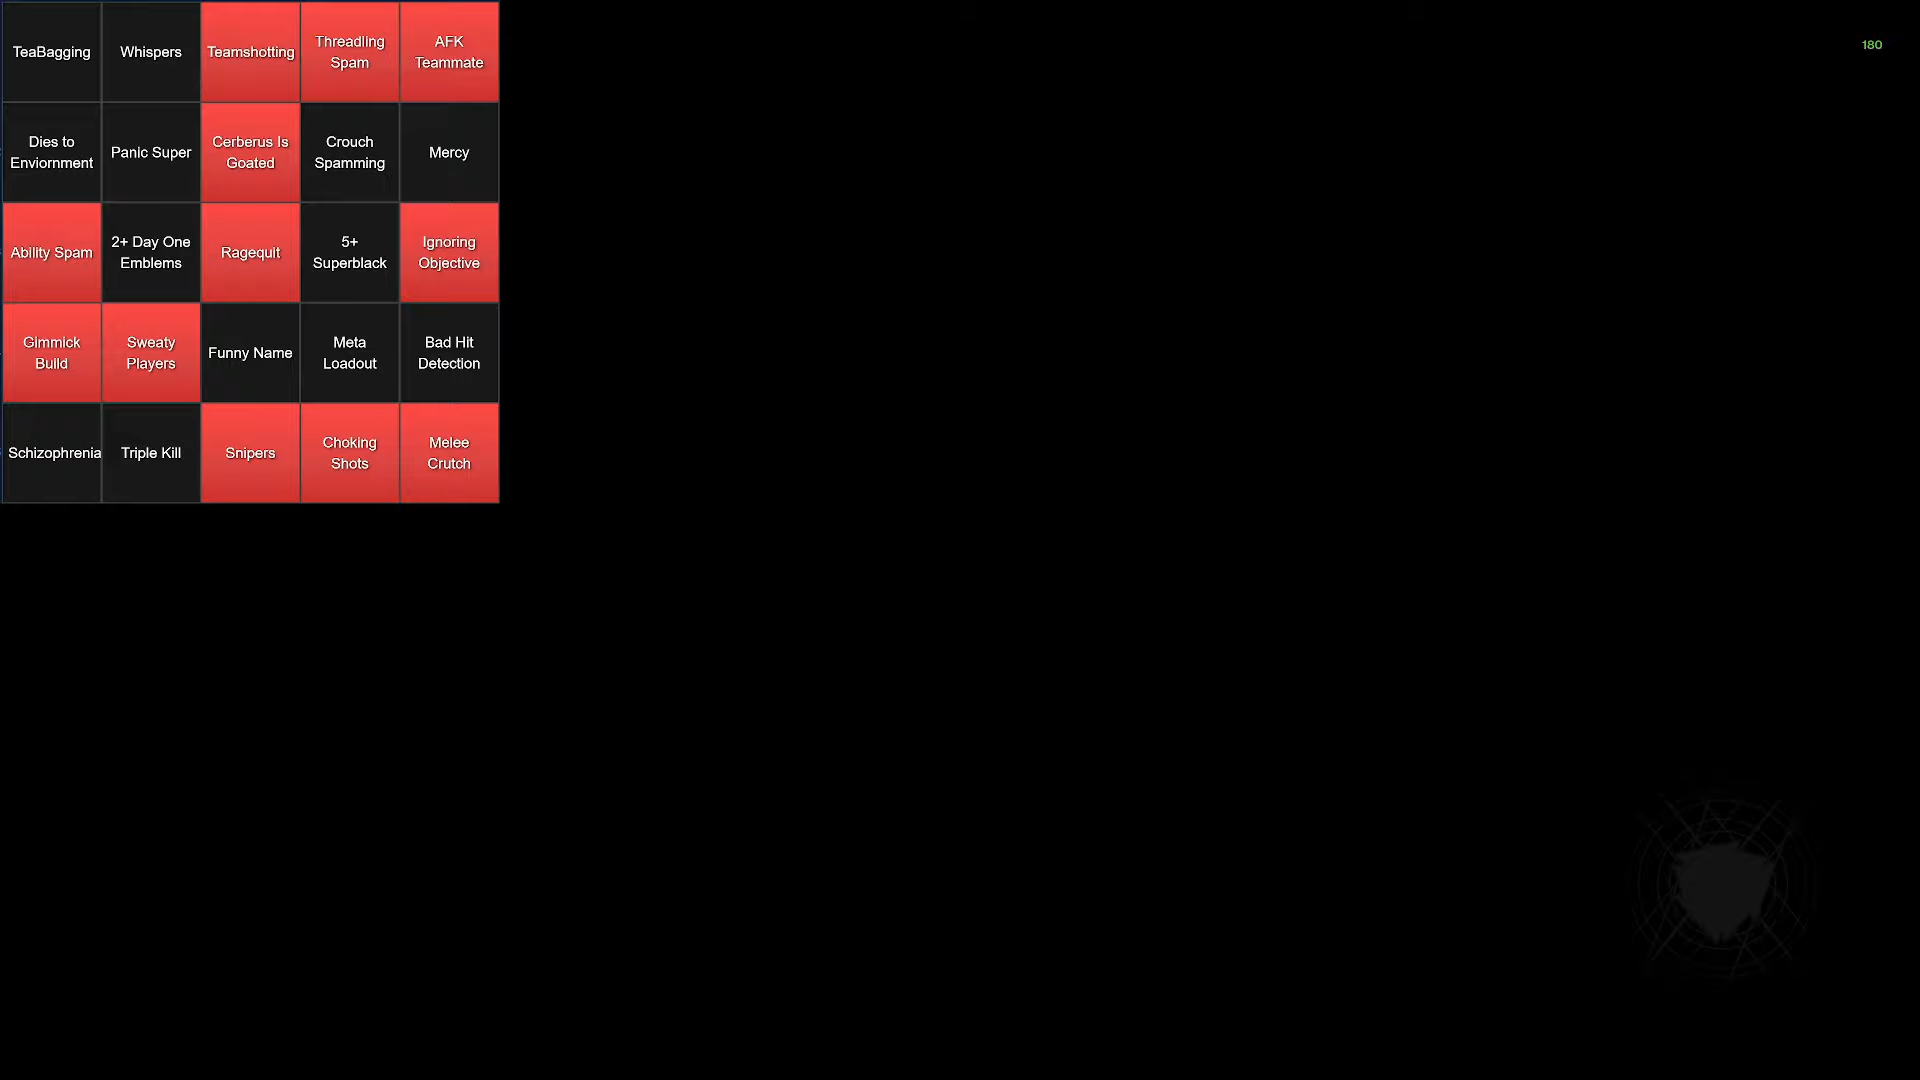 TeaBagging
Whispers
Teamshotting
Threadling
Spam
AFK
Teammate
180
Dies to
Enviornment
Panic Super
Cerberus Is
Goated
Crouch
Spamming
Mercy
Ability Spam
2+ Day One
Emblems
Ragequit
5+
Superblack
Ignoring
Objective
Gimmick
Build
Sweaty
Players
Funny Name
Meta
Loadout
Bad Hit
Detection
Schizophrenia
Triple Kill
Snipers
Choking
Shots
Melee
Crutch